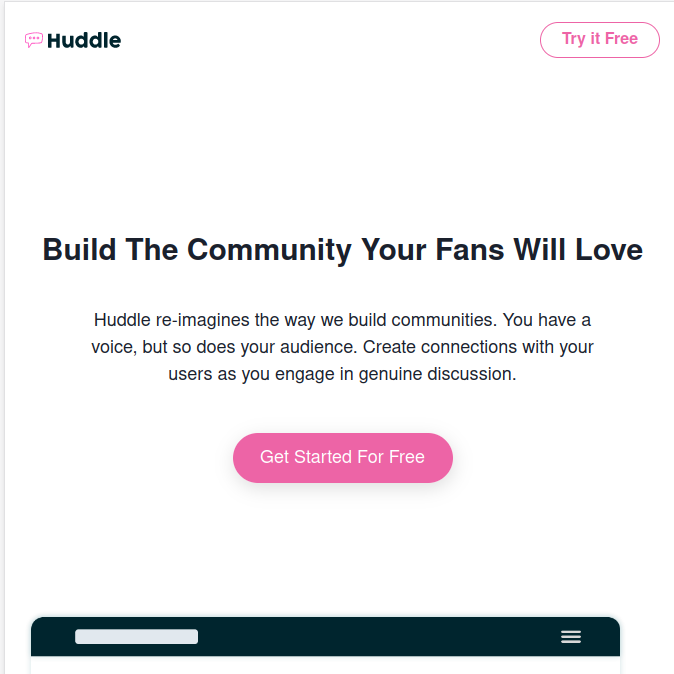 Huddle
Try it Free
Build The Community Your Fans Will Love
Huddle re-imagines the way we build communities. You have a
voice, but so does your audience. Create connections with your
users as you engage in genuine discussion.
Get Started For Free